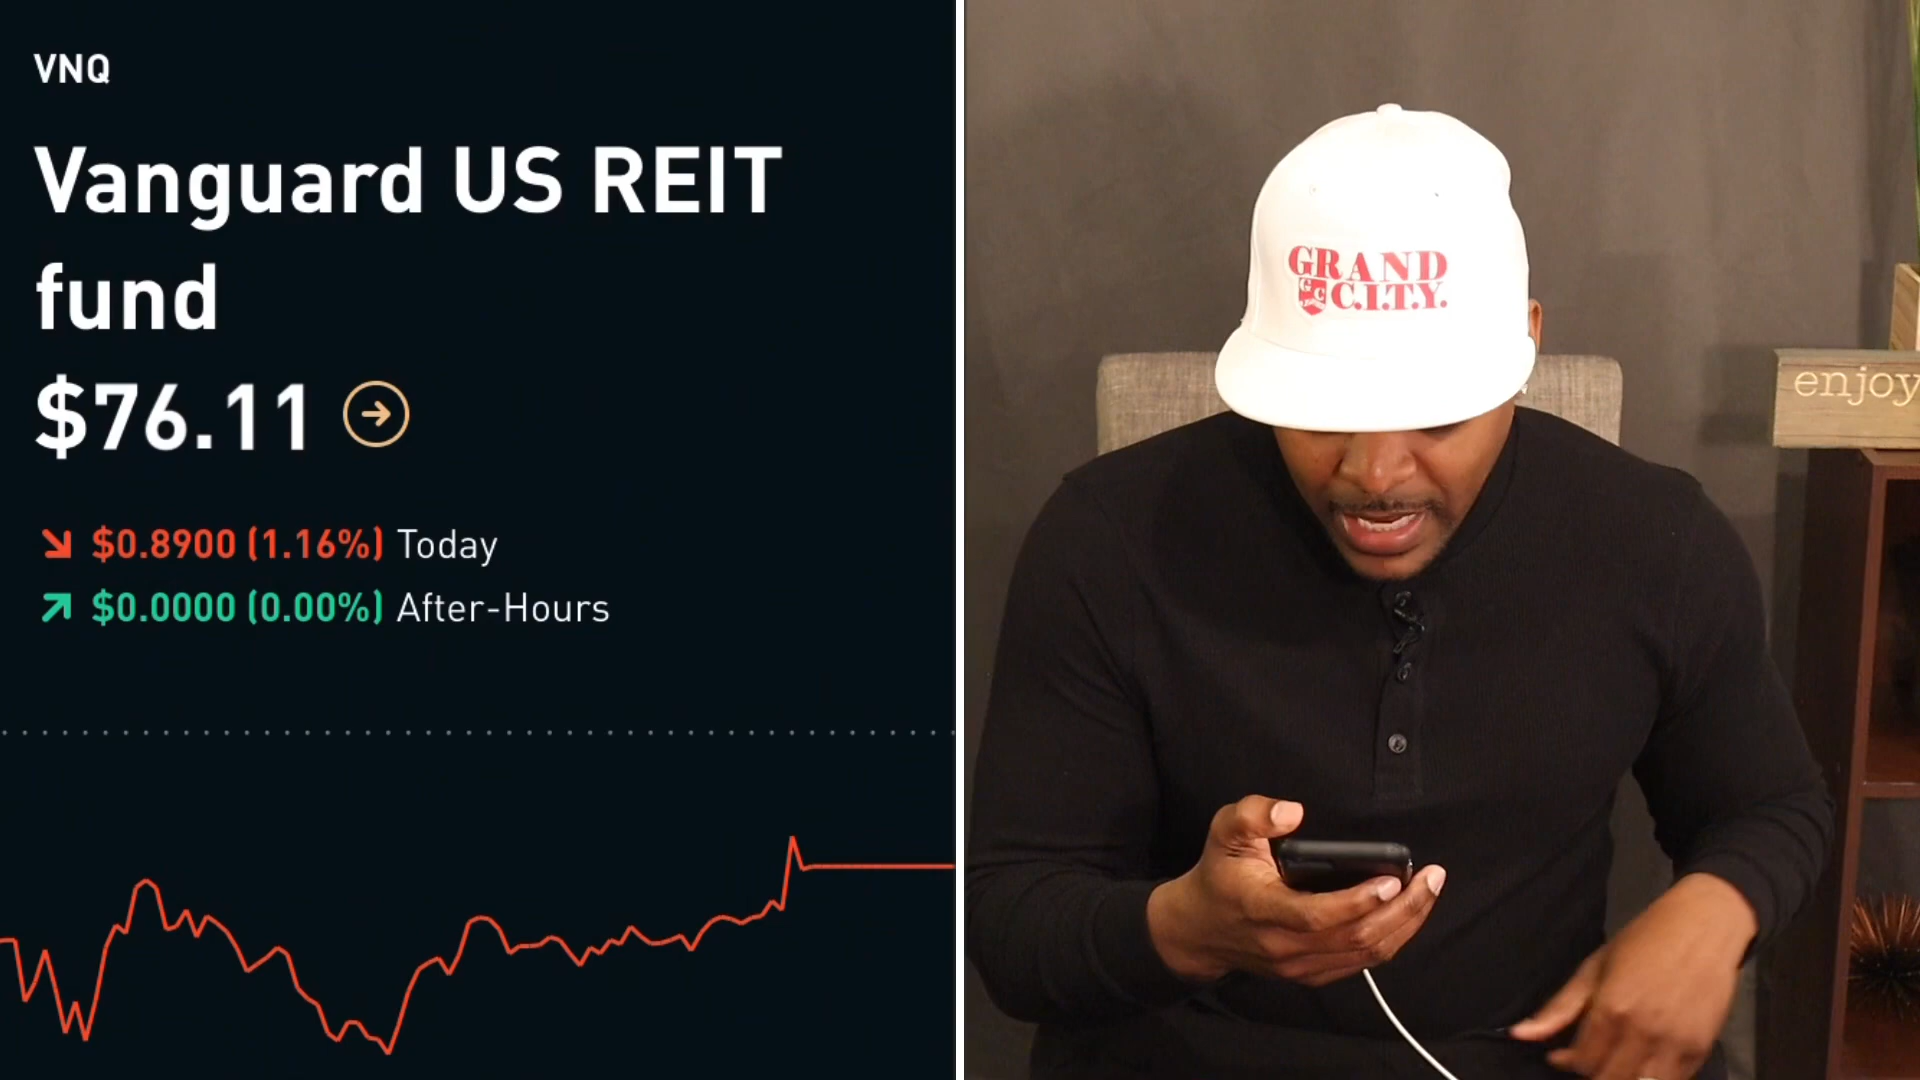 VNQ
Vanguard US REIT
fund
$76.11
$0.8900 (1.16%) Today
$0.0000 (0.00%) After-Hours
GRAND
GC C.I.T.Y.
enjoy